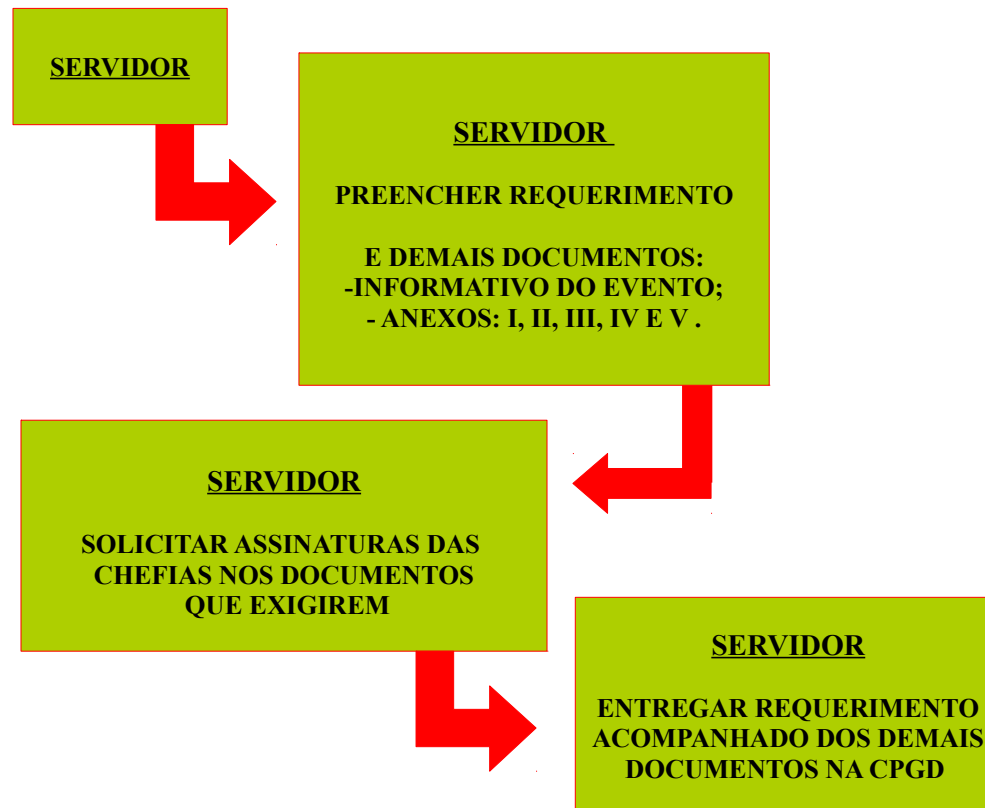 SERVIDOR
SERVIDOR
PREENCHER REQUERIMENTO
E DEMAIS DOCUMENTOS:
-INFORMATIVO DO EVENTO;
- ANEXOS: I, II, III, IV E V .
SERVIDOR
SOLICITAR ASSINATURAS DAS
CHEFIAS NOS DOCUMENTOS
QUE EXIGIREM
SERVIDOR
ENTREGAR REQUERIMENTO
ACOMPANHADO DOS DEMAIS
DOCUMENTOS NA CPGD